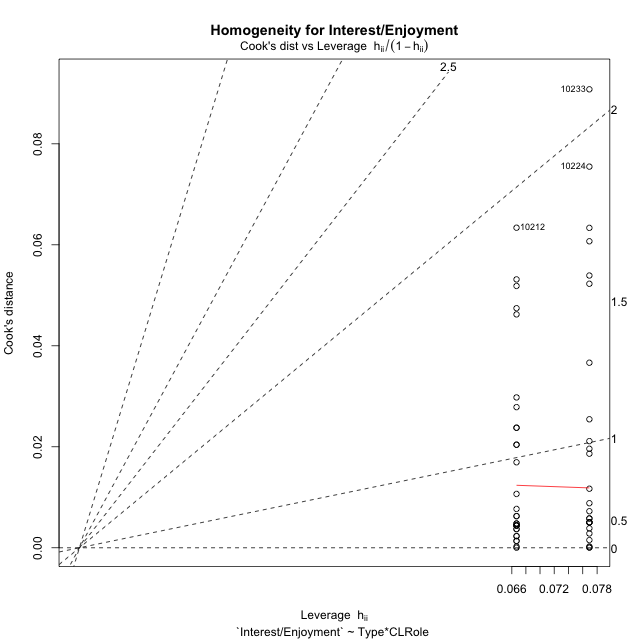 Homogeneity for Interest/Enjoyment
Cook's dist vs Leverage hii/(1 − hii)
2.5
10233
2
0.08
10224
10212
0.06
1.5
0.04
Cook's distance
1
0.02
0.5
0.00
0
0.066 0.072 0.078
Leverage hii
`Interest/Enjoyment` ~ Type*CLRole